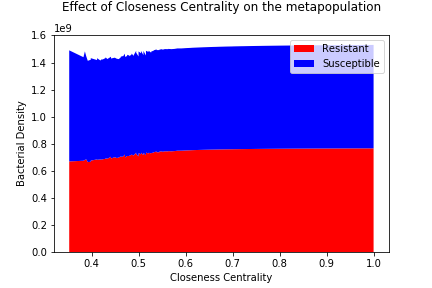 Effect of Closeness Centrality on the metapopulation
1e9
1.6
1.4
1.2
1.0
0.8
0.6
0.4
0.2
0.0
Bacterial Density
Resistant
Susceptible
0.4 0.5 0.6 0.7 0.8 0.9 1.0
Closeness Centrality